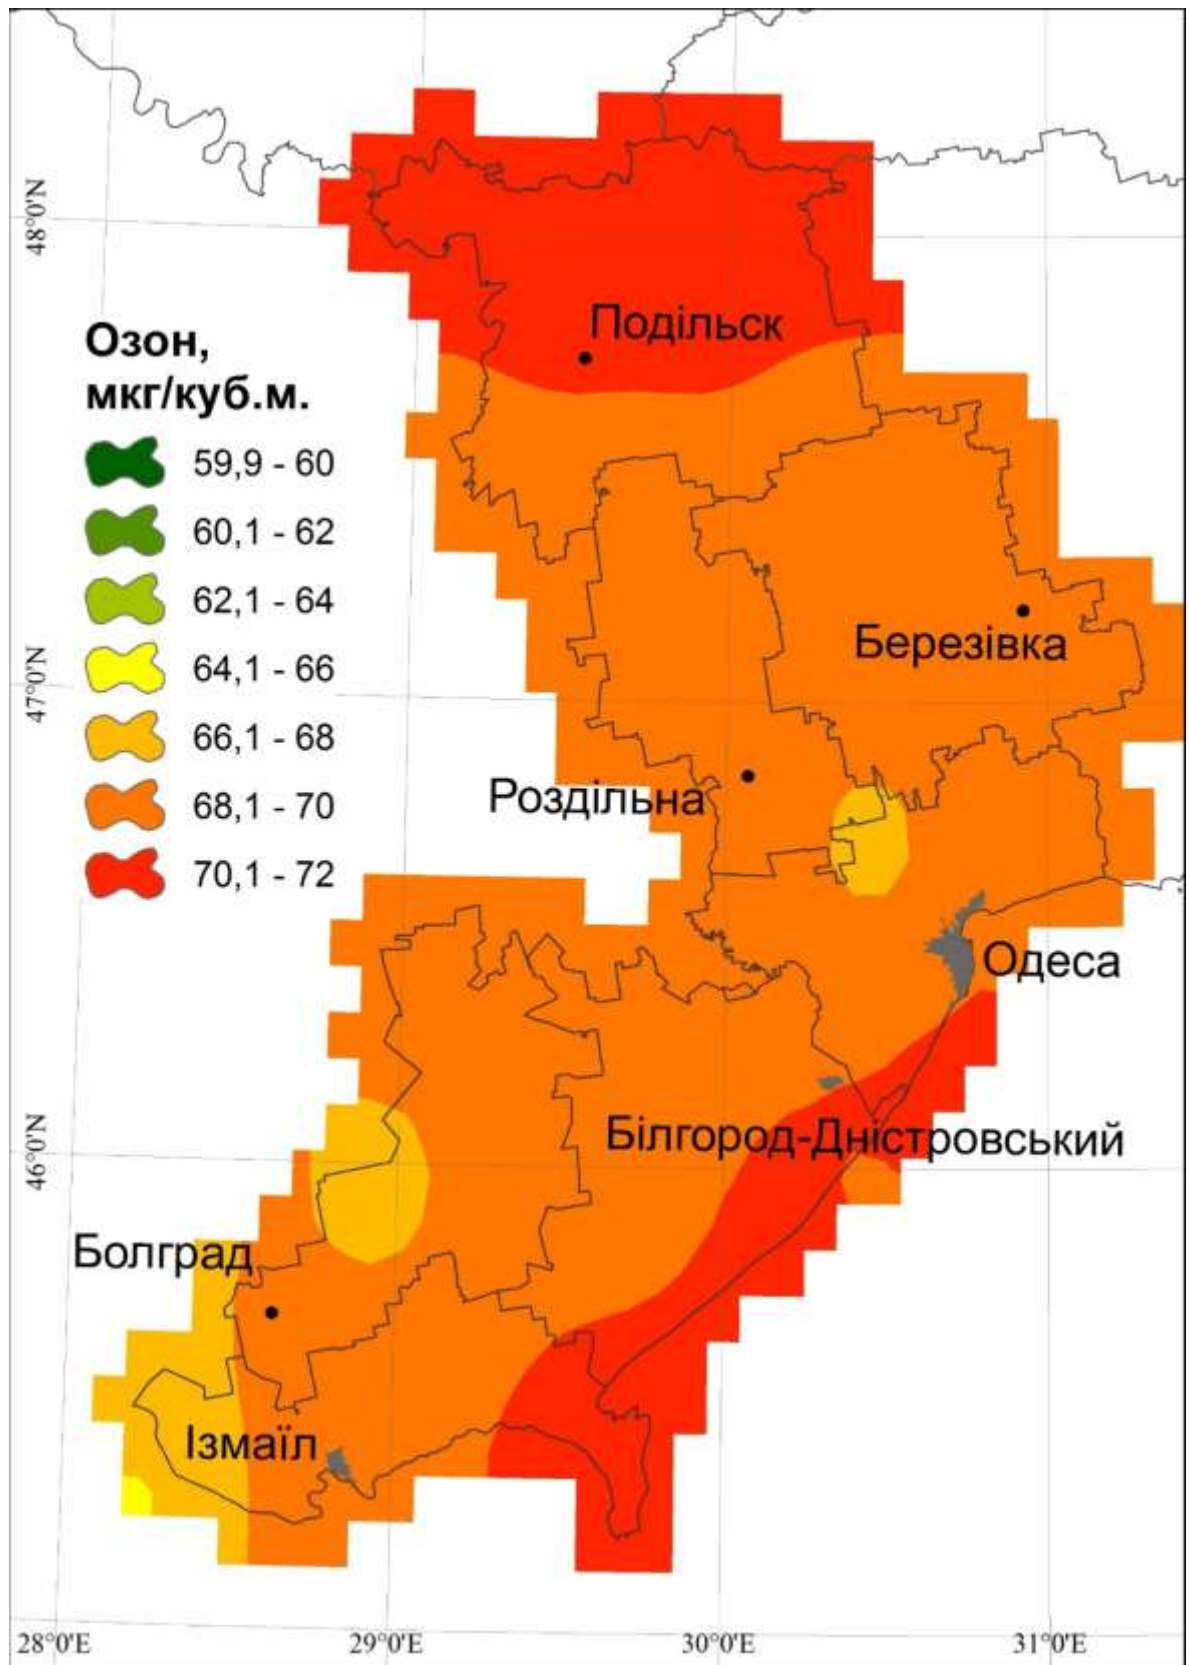 48°0'N
Подільск
Озон,
мкг/куб.м.
59,9 - 60
60,1 - 62
62,1 - 64
64,1 - 66
66,1 - 68
68,1 - 70
70,1 - 72
47°0'N
Березівка
Роздільна
Одеса
46°0'N
Білгород-Дністровський
Болград
Ізмаїл
28°0'E
29°0'E
30°0'E
31°0'E